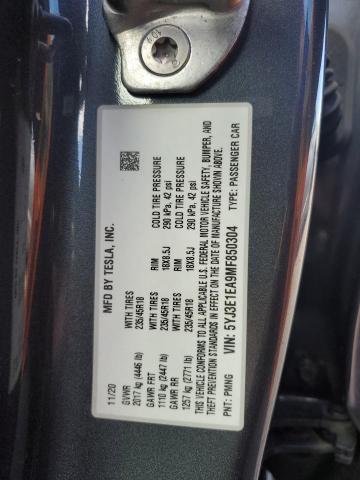 MFD BY TESLA, INC.
11/20
GVWR
2017 kg (4446 lb)
GAWR FRT WITH TIRES RIM COLD TIRE PRESSURE
1110 kg (2447 lb) 235/45R18 18X8.5J 290 kPa, 42 psi
GAWR RR WITH TIRES RIM COLD TIRE PRESSURE
1257 kg (2771 lb) 235/45R18 18X8.5J 290 kPa, 42 psi
THIS VEHICLE CONFORMS TO ALL APPLICABLE
U.S. FEDERAL MOTOR VEHICLE SAFETY, BUMPER, AND
THEFT PREVENTION STANDARDS IN EFFECT ON THE DATE
OF MANUFACTURE SHOWN ABOVE.
VIN: 5YJ3E1EA9MF850304
PNT: PMNG TYPE: PASSENGER CAR